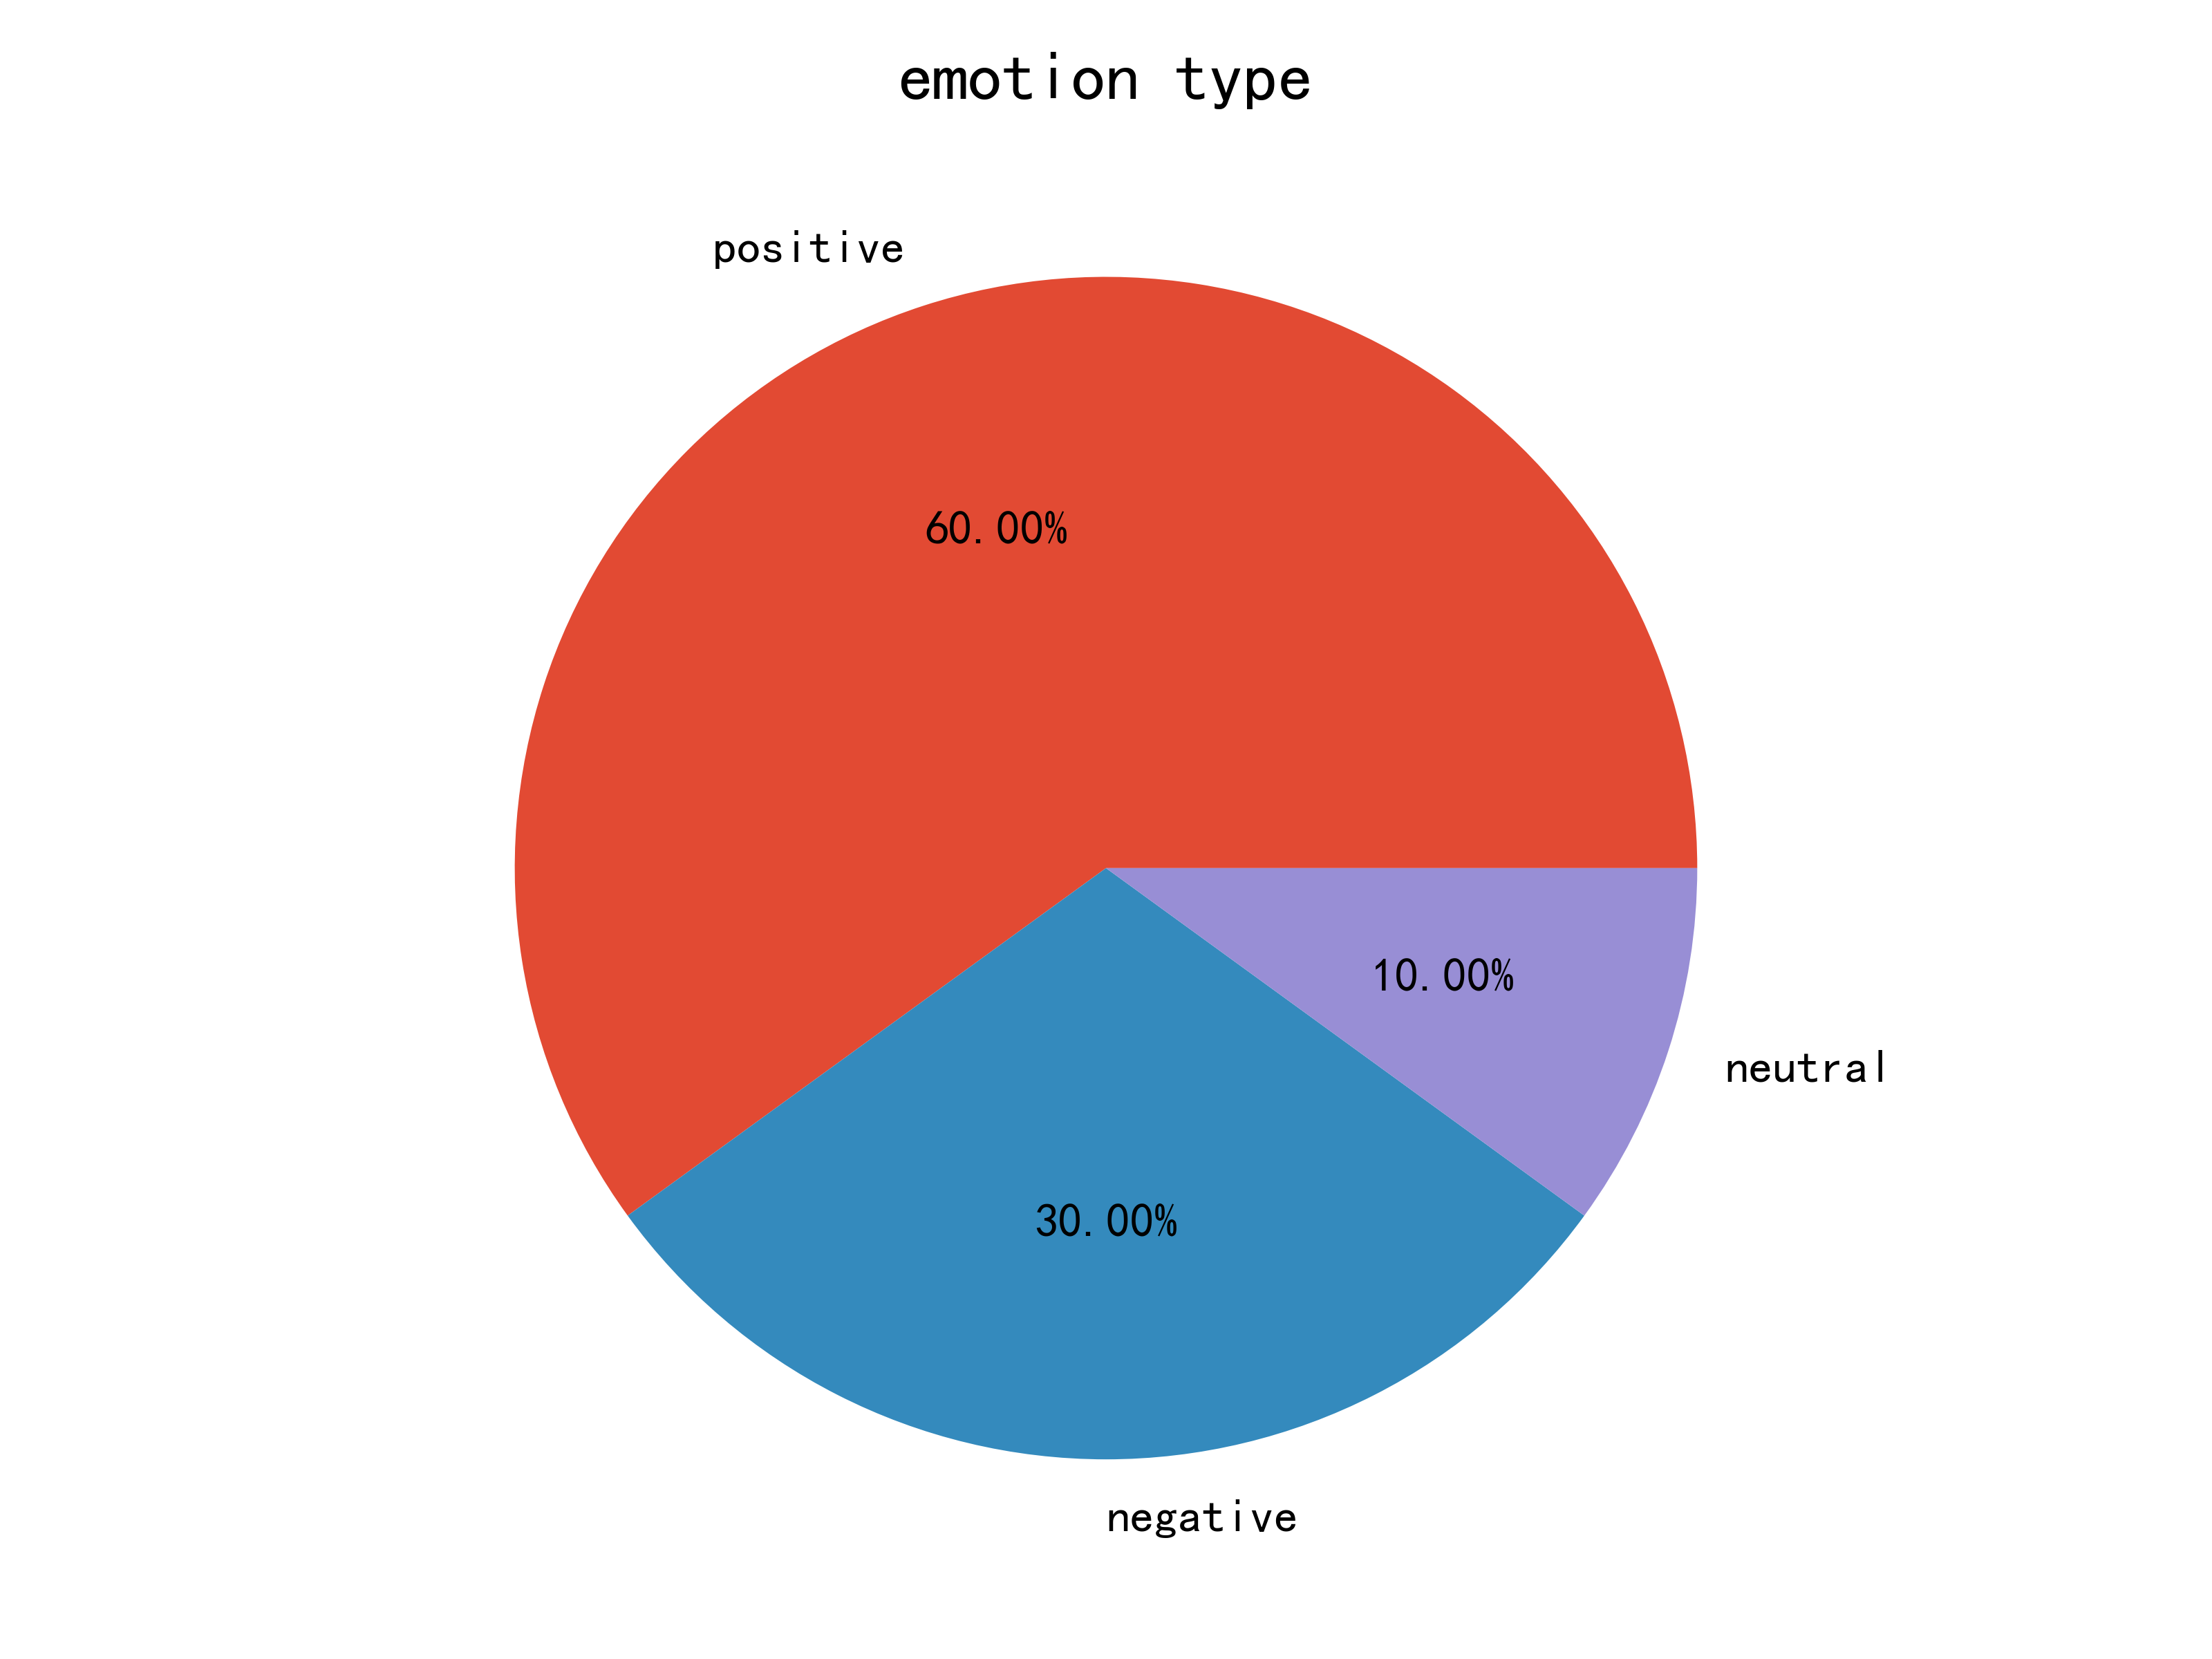 emotion type
positive
60.00%
10.00%
neutral
30.00%
negative